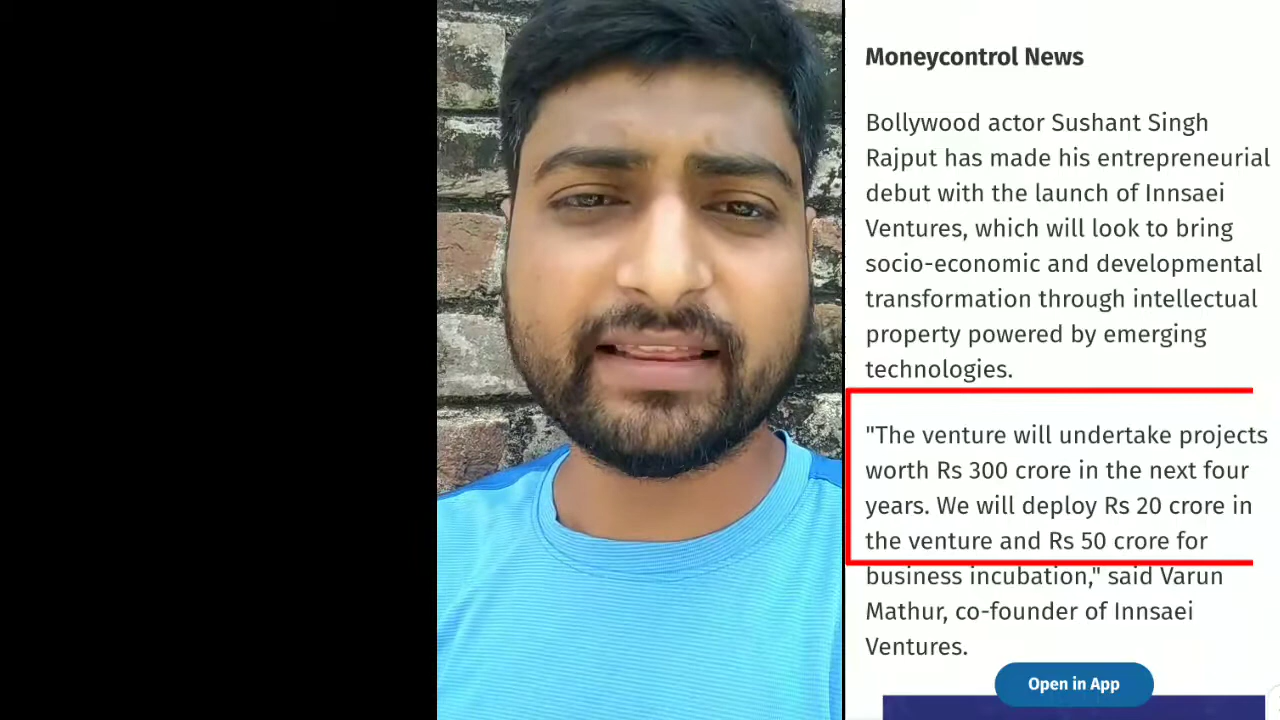 Moneycontrol News
Bollywood actor Sushant Singh
Rajput has made his entrepreneurial
debut with the launch of Innsaei
Ventures, which will look to bring
socio-economic and developmental
transformation through intellectual
property powered by emerging
technologies.
"The venture will undertake projects
worth Rs 300 crore in the next four
years. We will deploy Rs 20 crore in
the venture and Rs 50 crore for
business incubation," said Varun
Mathur, co-founder of Innsaei
Ventures.
Open in App